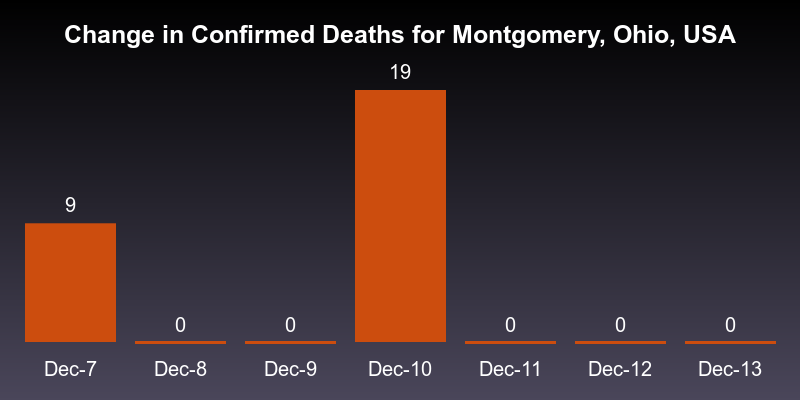 Change in Confirmed Deaths for Montgomery, Ohio, USA
19
9
0 0 0 0 0
Dec-7 Dec-8 Dec-9 Dec-10 Dec-11 Dec-12 Dec-13